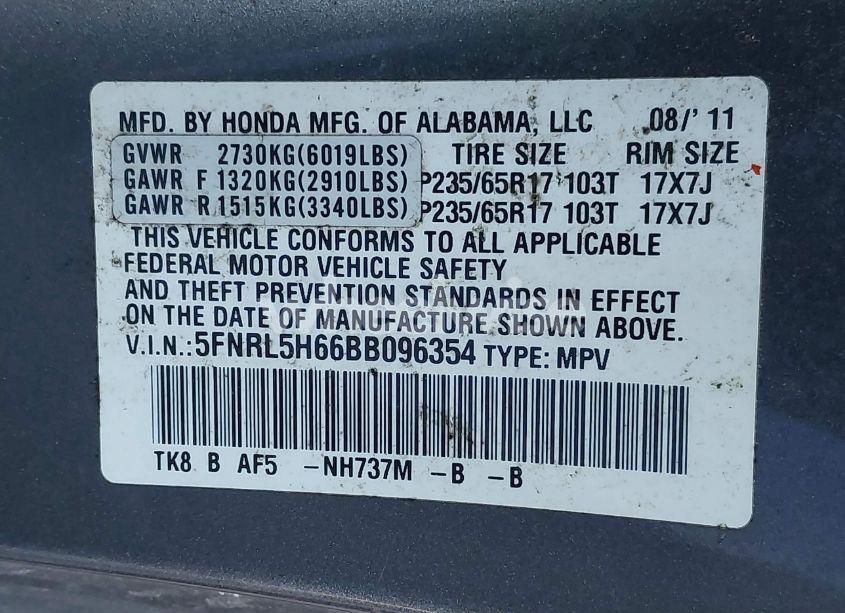 MFD. BY HONDA MFG. OF ALABAMA, LLC 08/'11
GVWR 2730KG(6019LBS) TIRE SIZE RIM SIZE
GAWR F 1320KG(2910LBS) P235/65R17 103T 17X7J
GAWR R 1515KG(3340LBS) P235/65R17 103T 17X7J
THIS VEHICLE CONFORMS TO ALL APPLICABLE
FEDERAL MOTOR VEHICLE SAFETY
AND THEFT PREVENTION STANDARDS IN EFFECT
ON THE DATE OF MANUFACTURE SHOWN ABOVE.
V.I.N.:5FNRL5H66BB096354 TYPE: MPV
TK8 B AF5 -NH737M -B -B